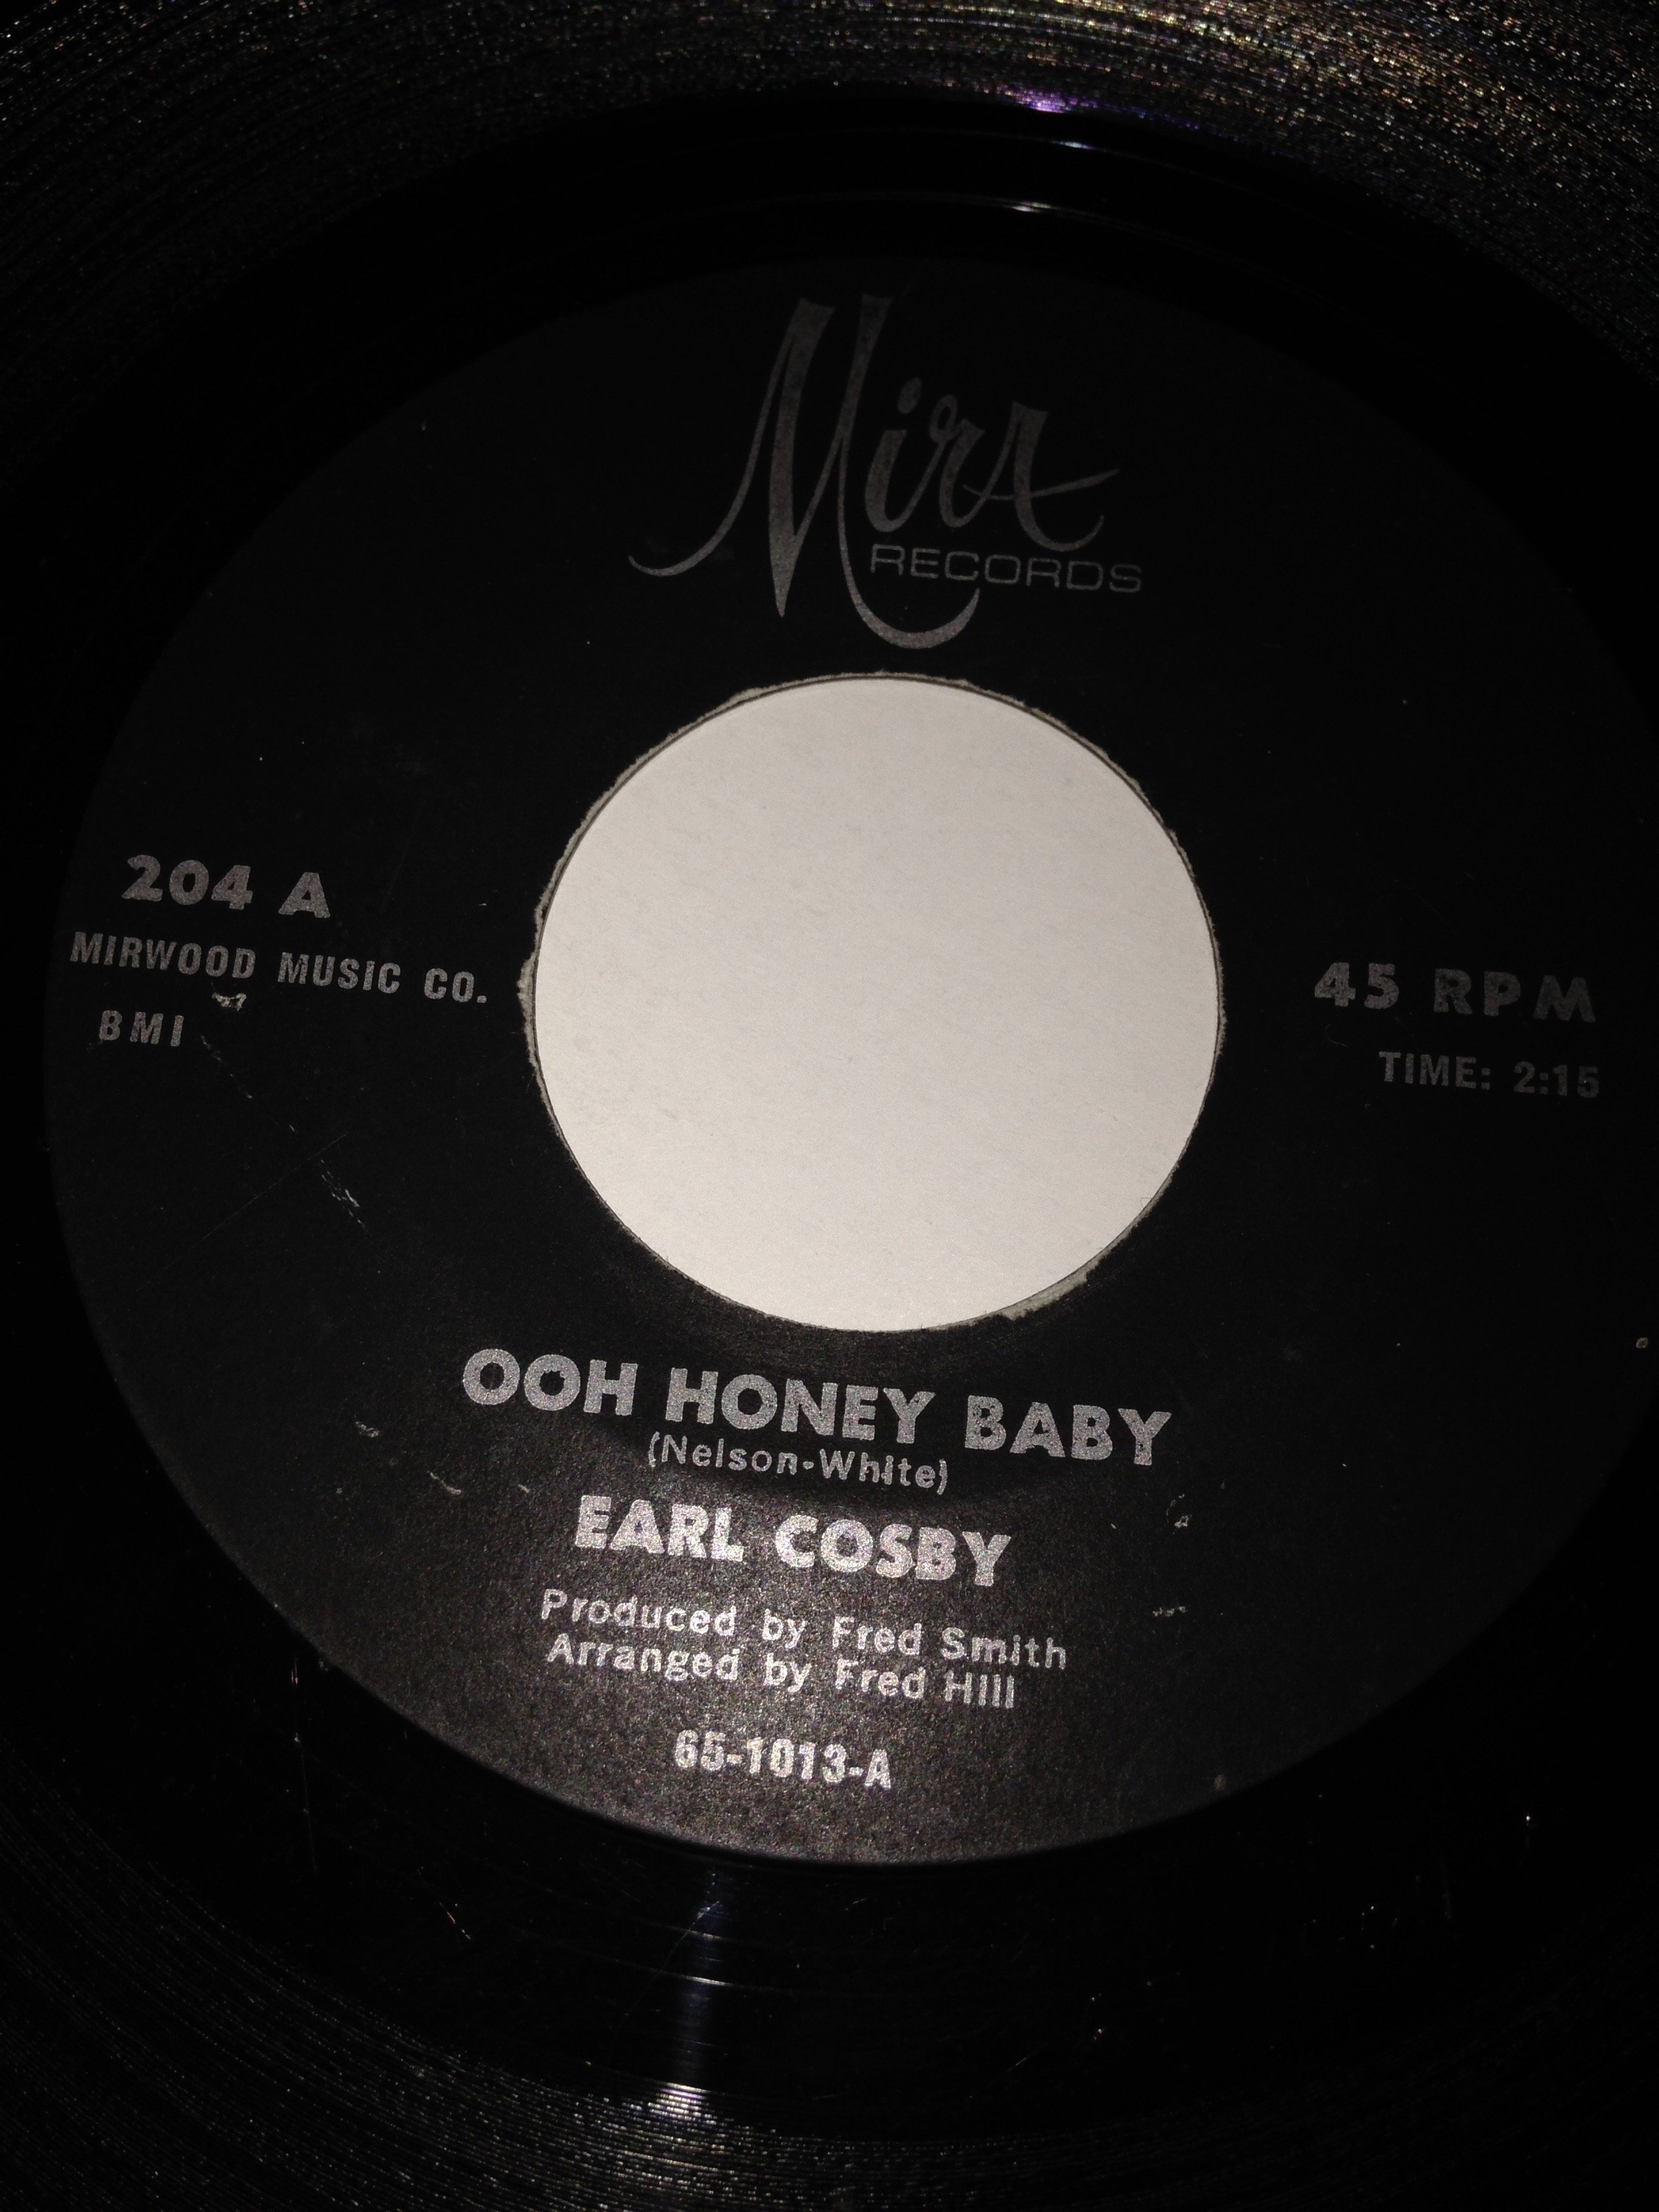 Mira
RECORDS
204 A
MIRWOOD MUSIC CO.
BMI
45 RPM
TIME: 2:15
OOH HONEY BABY
(Nelson-White)
EARL COSBY
Produced by Fred Smith
Arranged by Fred Hill
65-1013-A